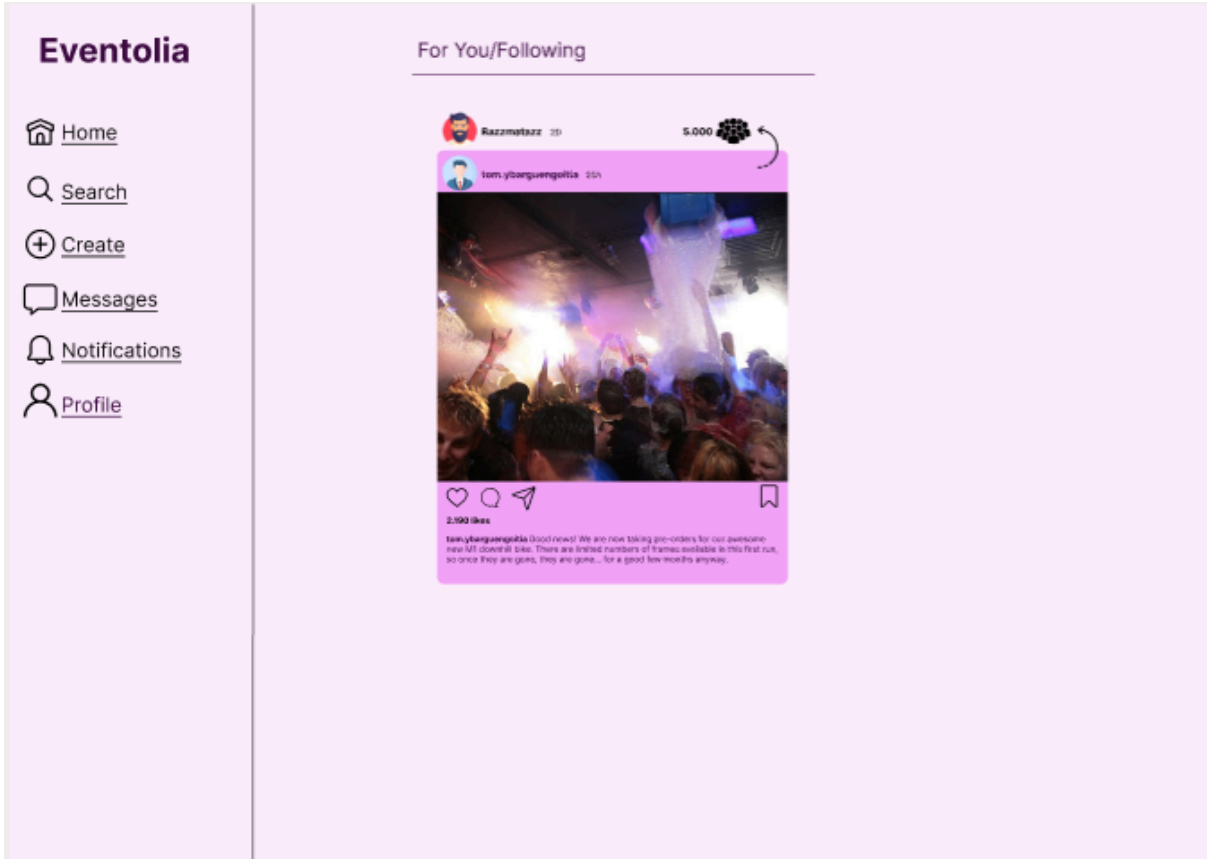 Eventolia
Home
Search
Create
Messages
Notifications
Profile
For You/Following
Razzmatazz 2D
5.000
tom.ybarguengoitia 25h
2.190 likes
tom.ybarguengoitia Good news! We are now taking pre-orders for our awesome
new M1 downhill bike. There are limited numbers of frames available in this first run,
so once they are gone, they are gone... for a good few months anyway.